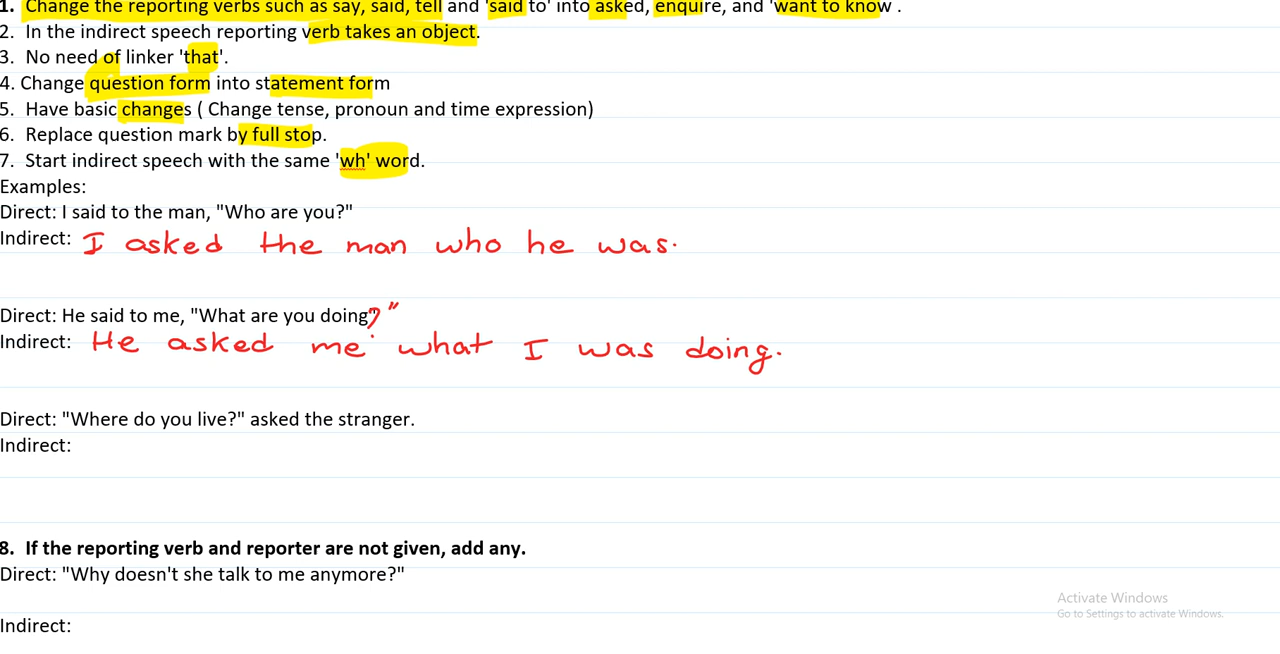 1. Change the reporting verbs such as say, said, tell and 'said to' into asked, enquire, and 'want to know .
2. In the indirect speech reporting verb takes an object.
3. No need of linker 'that'.
4. Change question form into statement form
5. Have basic changes ( Change tense, pronoun and time expression)
6. Replace question mark by full stop.
7. Start indirect speech with the same 'wh' word.
Examples:
Direct: I said to the man, "Who are you?"
Indirect: I asked the man who he was.
Direct: He said to me, "What are you doing?"
Indirect: He asked me what I was doing.
Direct: "Where do you live?" asked the stranger.
Indirect:
8. If the reporting verb and reporter are not given, add any.
Direct: "Why doesn't she talk to me anymore?"
Activate Windows
Go to Settings to activate Windows.
Indirect: